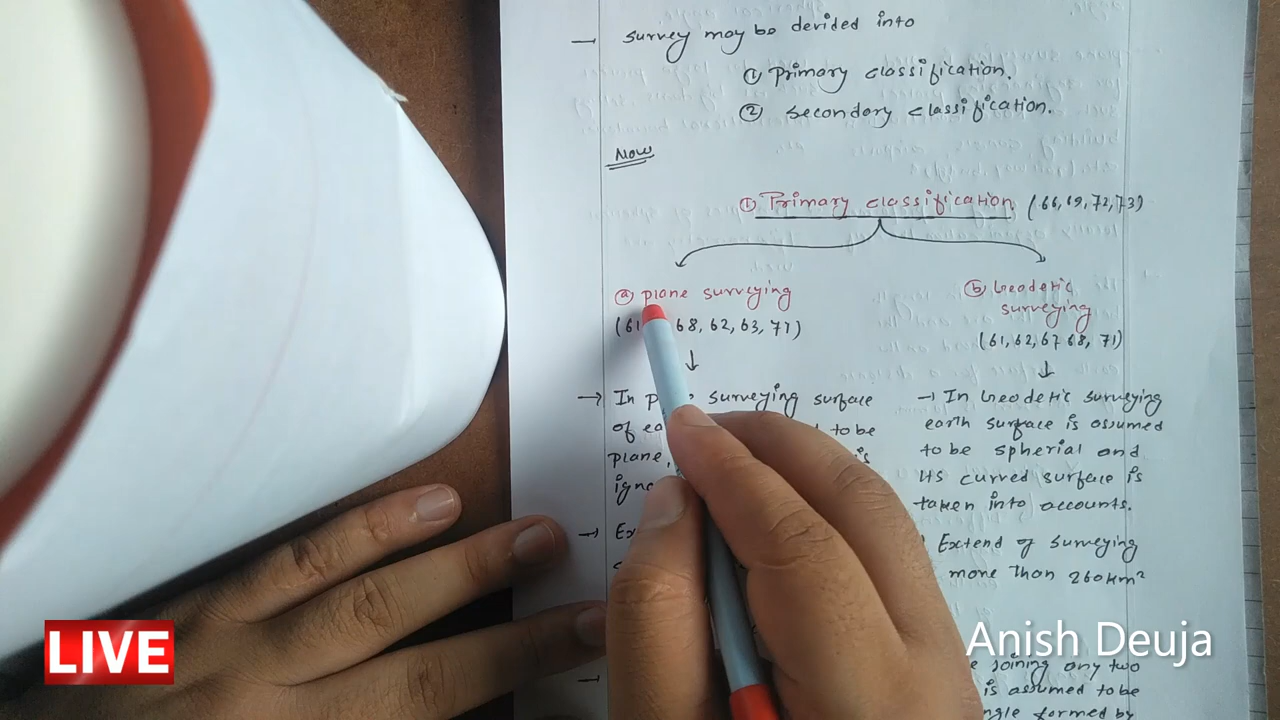 → Survey may be devided into
① Primary classification.
② Secondary classification.
Now
① Primary classification (66, 69, 72, 73)
ⓐ plane surveying
(61 68, 62, 63, 71)
ⓑ Geodetic
surveying
(61, 62, 67 68, 71)
→ In surveying surface
of to be
plane, is
→ In Geodetic surveying
earth surface is assumed
to be spherial and
its curved surface is
taken into accounts.
Extend of surveying
more than 260 km²
joining any two
is assumed to be
formed by
LIVE
Anish Deuja